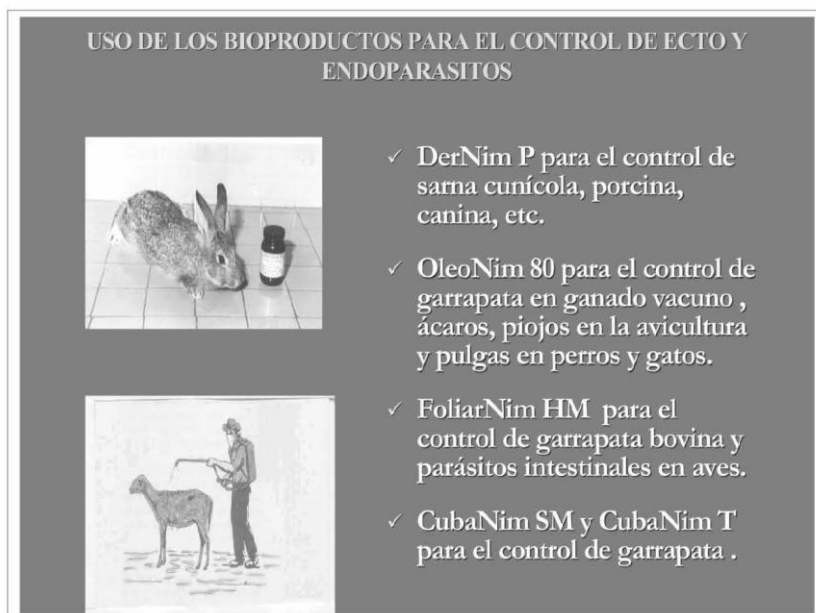 USO DE LOS BIOPRODUCTOS PARA EL CONTROL DE ECTO Y
ENDOPARASITOS
✓ DerNim P para el control de
sarna cunícola, porcina,
canina, etc.
✓ OleoNim 80 para el control de
garrapata en ganado vacuno ,
ácaros, piojos en la avicultura
y pulgas en perros y gatos.
✓ FoliarNim HM para el
control de garrapata bovina y
parásitos intestinales en aves.
✓ CubaNim SM y CubaNim T
para el control de garrapata .